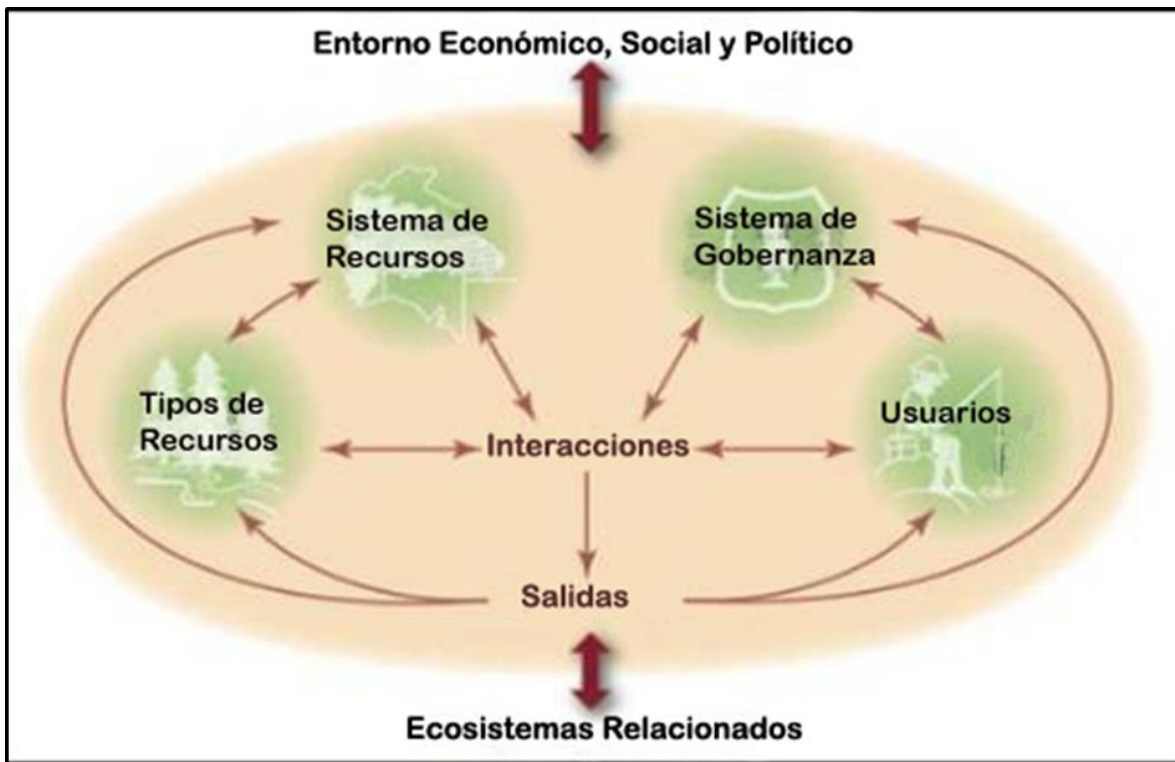 Entorno Económico, Social y Político
Sistema de
Recursos
Sistema de
Gobernanza
Tipos de
Recursos
Interacciones
Usuarios
Salidas
Ecosistemas Relacionados